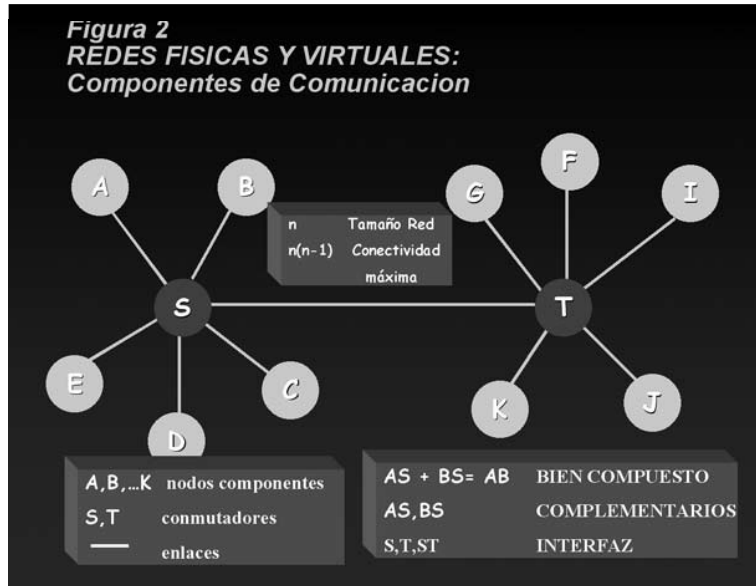 Figura 2
REDES FISICAS Y VIRTUALES:
Componentes de Comunicacion
A
B
G
F
I
n Tamaño Red
n(n-1) Conectividad
máxima
S
T
E
D
C
K
J
A,B,...K nodos componentes
S,T conmutadores
enlaces
AS + BS= AB BIEN COMPUESTO
AS,BS COMPLEMENTARIOS
S,T,ST INTERFAZ